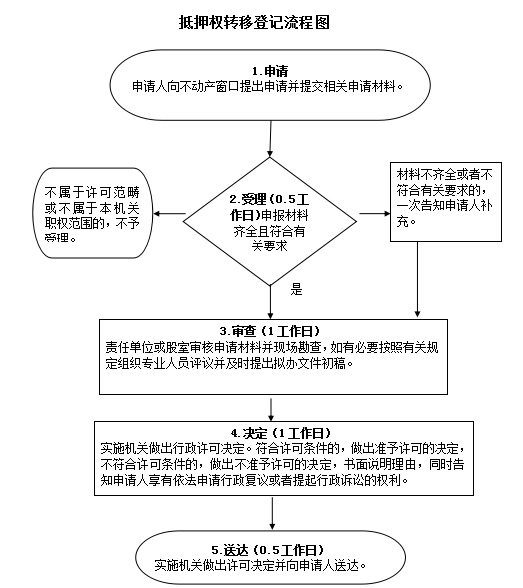 抵押权转移登记流程图
1.申请
申请人向不动产窗口提出申请并提交相关申请材料。
不属于许可范畴
或不属于本机关
职权范围的，不予
受理。
2.受理（0.5工
作日）申报材料
齐全且符合有
关要求
材料不齐全或者不
符合有关要求的，
一次告知申请人补
充。
是
3.审查（1工作日）
责任单位或股室审核申请材料并现场勘查，如有必要按照有关规
定组织专业人员评议并及时提出拟办文件初稿。
4.决定（1工作日）
实施机关做出行政许可决定。符合许可条件的，做出准予许可的决定，
不符合许可条件的，做出不准予许可的决定，书面说明理由，同时告
知申请人享有依法申请行政复议或者提起行政诉讼的权利。
5.送达（0.5工作日）
实施机关做出许可决定并向申请人送达。